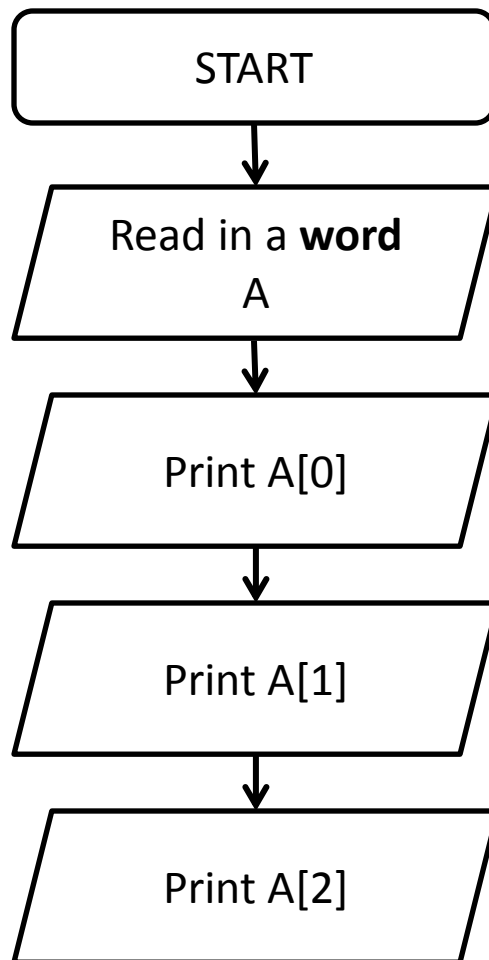 START
Read in a word
A
Print A[0]
Print A[1]
Print A[2]